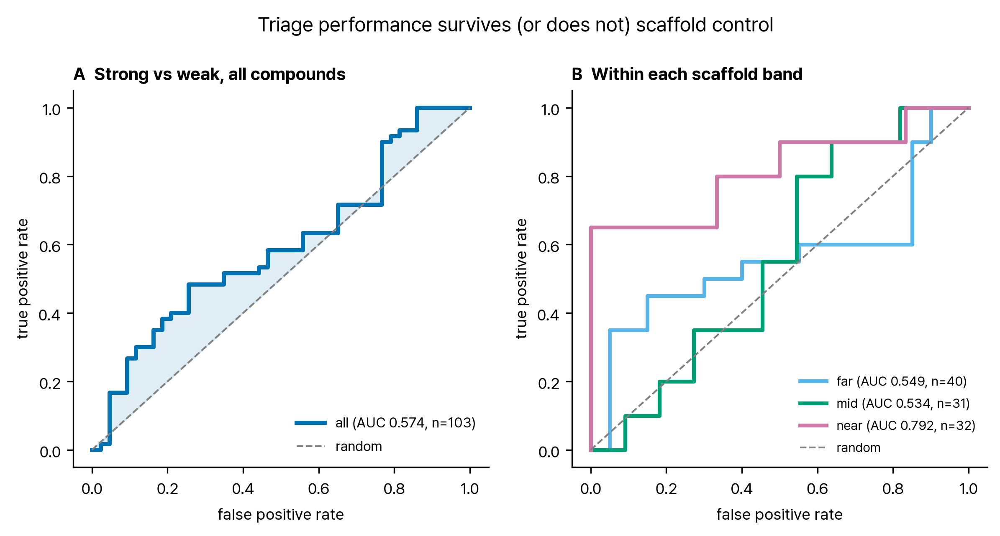 Triage performance survives (or does not) scaffold control
A Strong vs weak, all compounds
true positive rate
1.0
0.8
0.6
0.4
0.2
0.0
0.0 0.2 0.4 0.6 0.8 1.0
false positive rate
all (AUC 0.574, n=103)
random
B Within each scaffold band
true positive rate
1.0
0.8
0.6
0.4
0.2
0.0
0.0 0.2 0.4 0.6 0.8 1.0
false positive rate
far (AUC 0.549, n=40)
mid (AUC 0.534, n=31)
near (AUC 0.792, n=32)
random